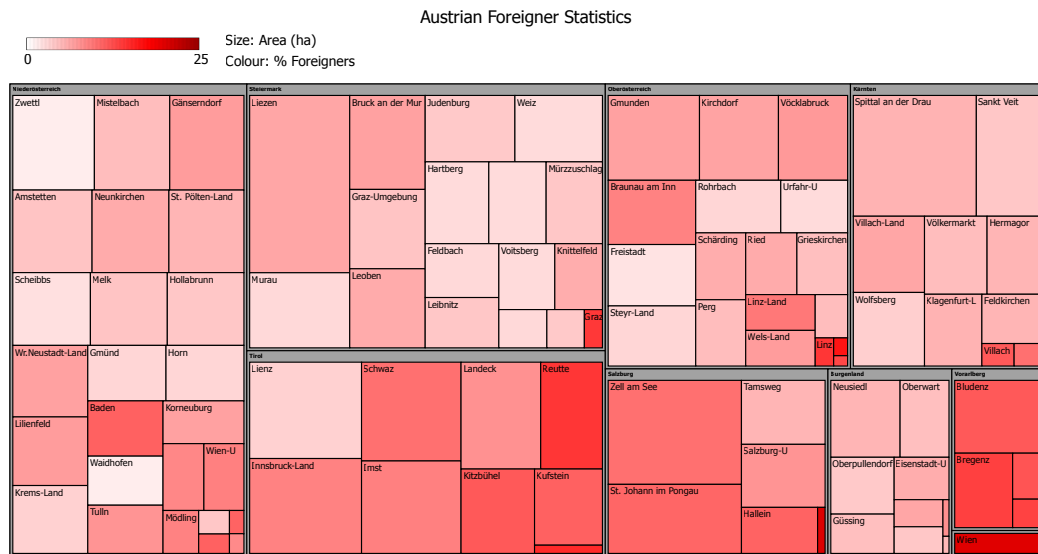 Austrian Foreigner Statistics
0
25
Size: Area (ha)
Colour: % Foreigners
Niederösterreich
Zwettl
Mistelbach
Gänserndorf
Amstetten
Neunkirchen
St. Pölten-Land
Scheibbs
Melk
Hollabrunn
Wr.Neustadt-Land
Gmünd
Horn
Lilienfeld
Baden
Korneuburg
Waidhofen
Wien-U
Krems-Land
Tulln
Mödling
Steiermark
Liezen
Bruck an der Mur
Judenburg
Weiz
Hartberg
Mürzzuschlag
Graz-Umgebung
Murau
Leoben
Feldbach
Voitsberg
Knittelfeld
Leibnitz
Graz
Tirol
Lienz
Schwaz
Landeck
Reutte
Innsbruck-Land
Imst
Kitzbühel
Kufstein
Oberösterreich
Gmunden
Kirchdorf
Vöcklabruck
Braunau am Inn
Rohrbach
Urfahr-U
Freistadt
Schärding
Ried
Grieskirchen
Steyr-Land
Perg
Linz-Land
Wels-Land
Linz
Kärnten
Spittal an der Drau
Sankt Veit
Villach-Land
Völkermarkt
Hermagor
Wolfsberg
Klagenfurt-L
Feldkirchen
Villach
Salzburg
Zell am See
Tamsweg
Salzburg-U
St. Johann im Pongau
Hallein
Burgenland
Neusiedl
Oberwart
Oberpullendorf
Eisenstadt-U
Güssing
Vorarlberg
Bludenz
Bregenz
Wien